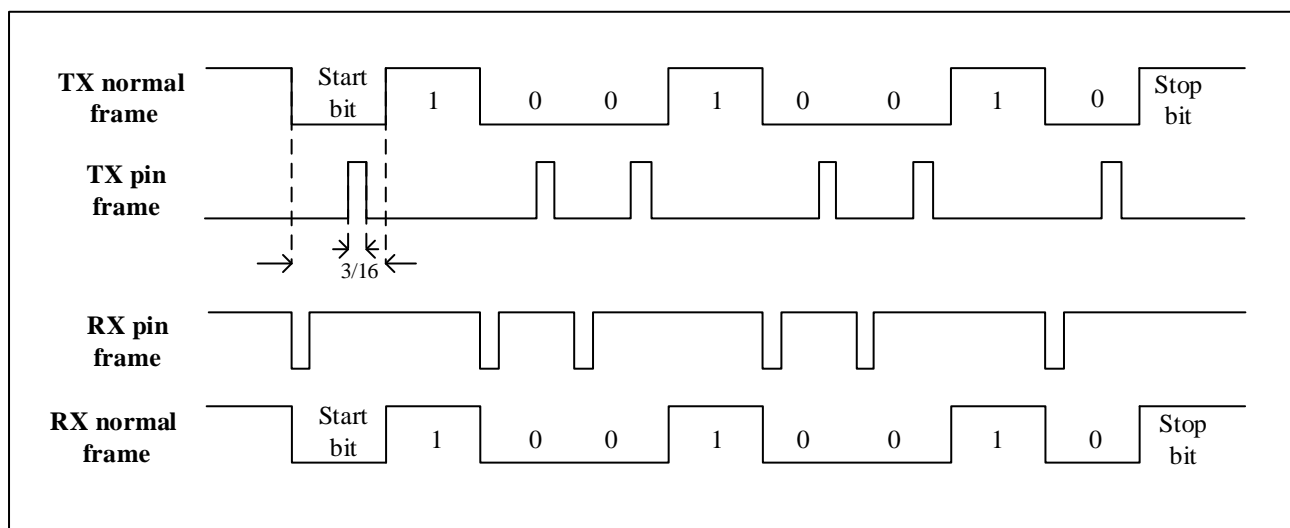 TX normal
frame
Start
bit
1 0 0 1 0 0 1 0
Stop
bit
TX pin
frame
3/16
RX pin
frame
RX normal
frame
Start
bit
1 0 0 1 0 0 1 0
Stop
bit